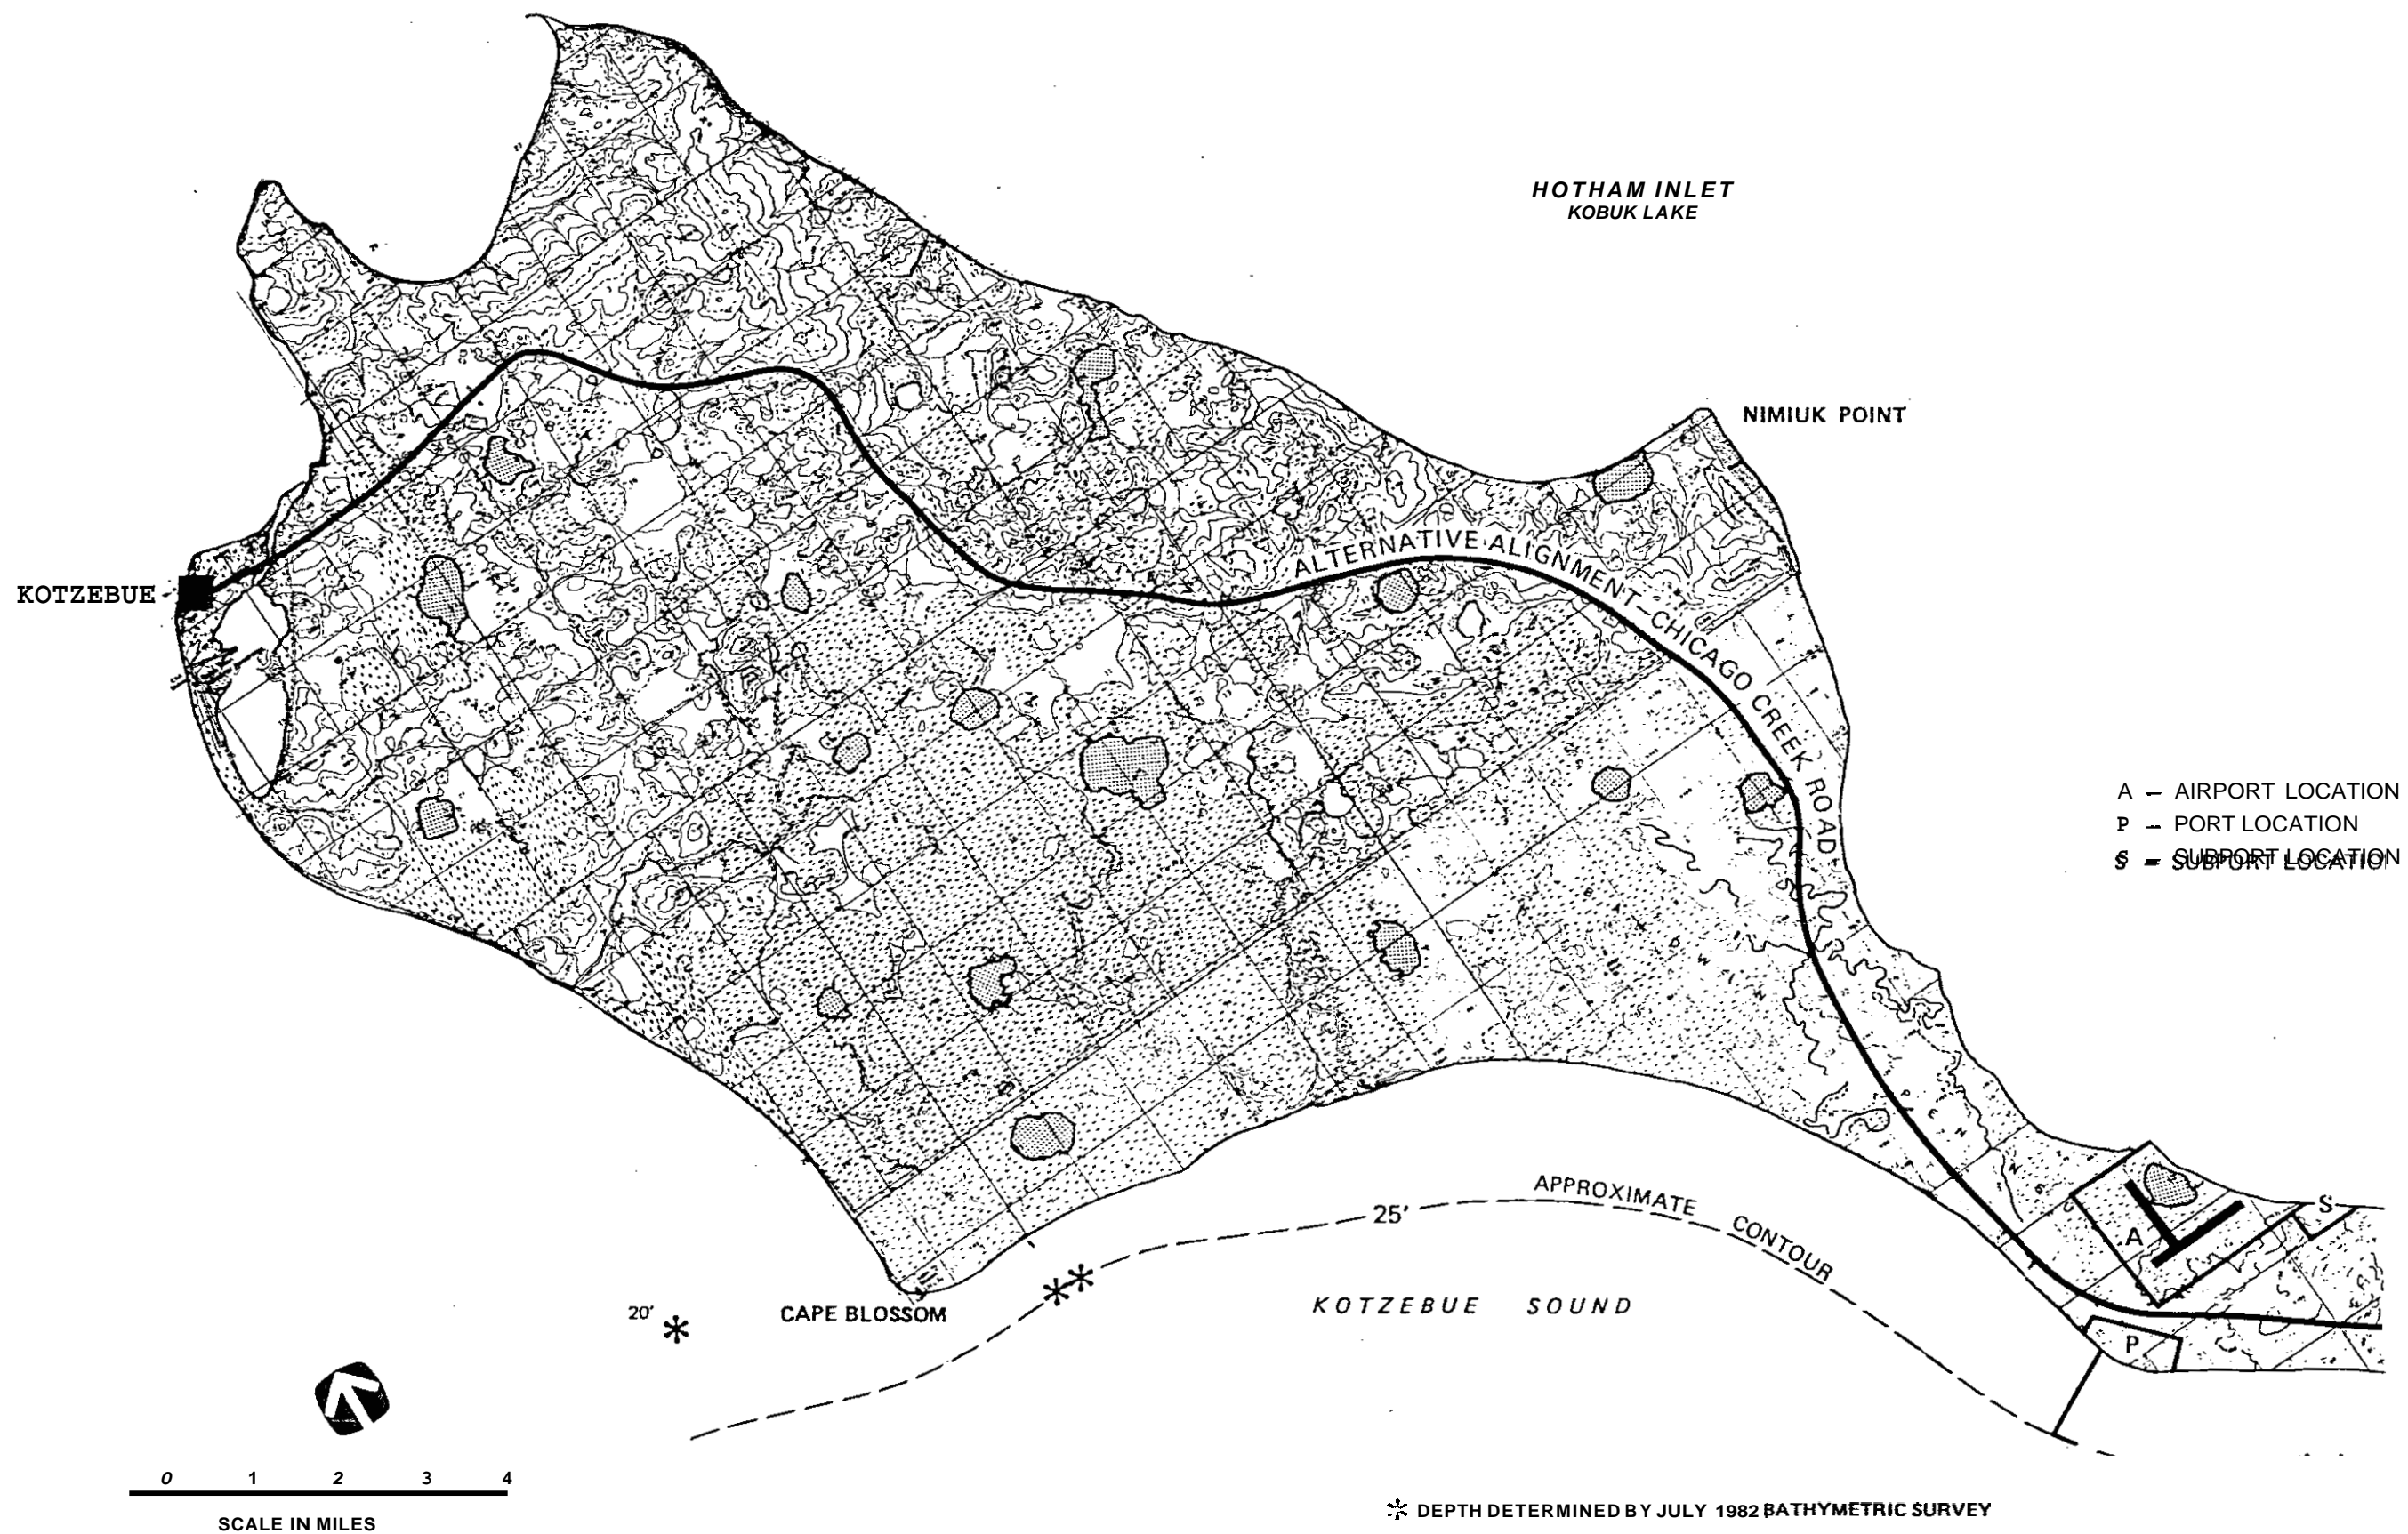 HOTHAM INLET
KOBUK LAKE
NIMIUK POINT
ALTERNATIVE ALIGNMENT—CHICAGO CREEK ROAD
KOTZEBUE
A — AIRPORT LOCATION
P — PORT LOCATION
S — SUPPORT LOCATION
BALDWIN
PEN
S
A
P
APPROXIMATE CONTOUR
25'
KOTZEBUE SOUND
20'
CAPE BLOSSOM
0 1 2 3 4
SCALE IN MILES
* DEPTH DETERMINED BY JULY 1982 BATHYMETRIC SURVEY